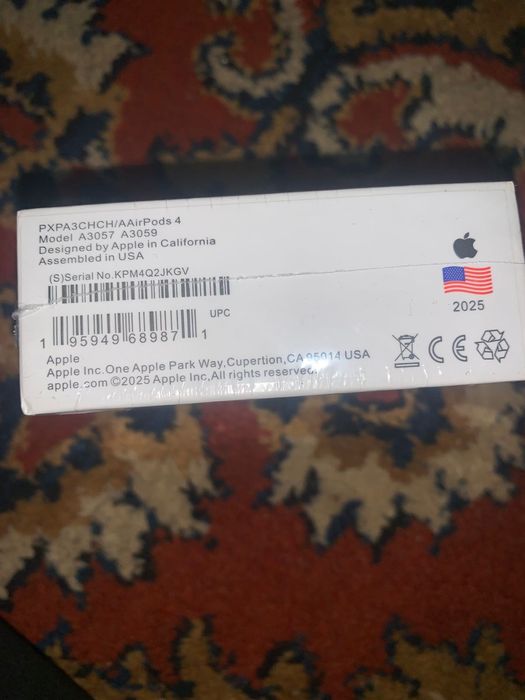 PXPA3CHCH/AAirPods 4
Model A3057 A3059
Designed by Apple in California
Assembled in USA
(S)Serial No.KPM4Q2JKGV
UPC
1 95949 68987 1
2025
Apple
Apple Inc.One Apple Park Way,Cupertion,CA 95014 USA
apple.com ©2025 Apple Inc,All rights reserved.
CE